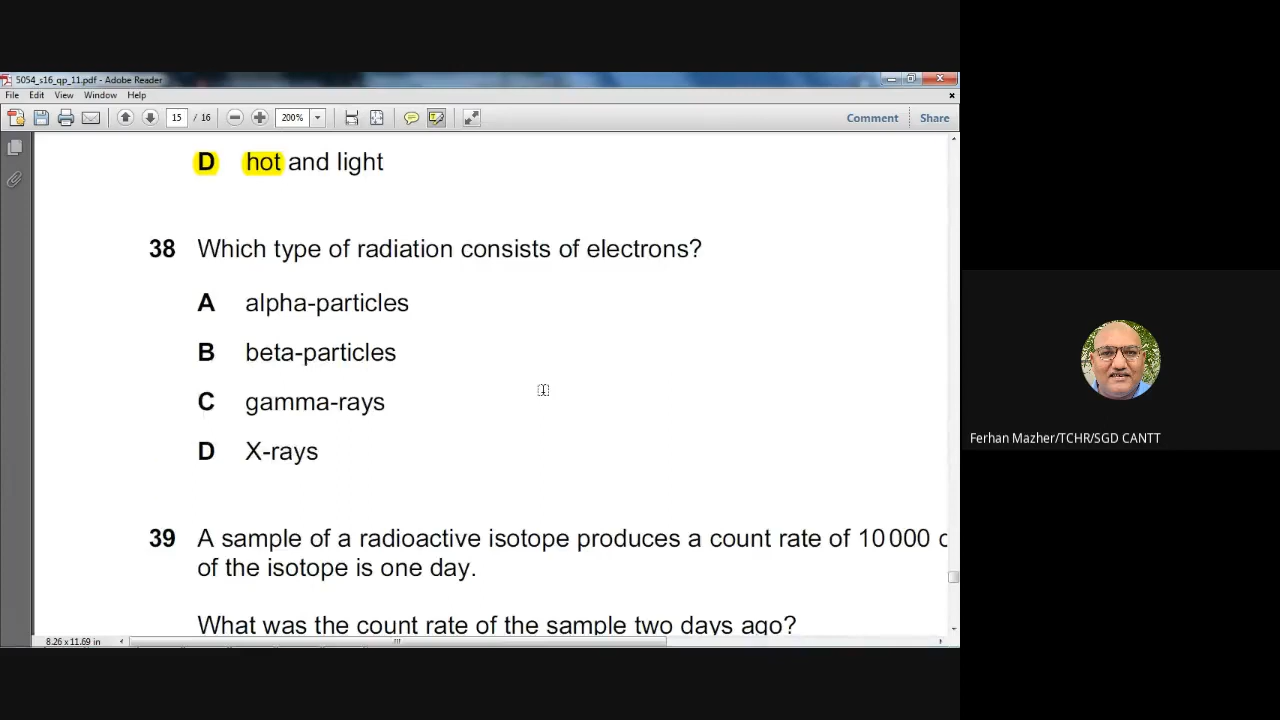 5054_s16_qp_11.pdf - Adobe Reader
File Edit View Window Help
15 / 16 200% Comment Share
D hot and light
38 Which type of radiation consists of electrons?
A alpha-particles
B beta-particles
C gamma-rays
D X-rays
39 A sample of a radioactive isotope produces a count rate of 10 000 c
of the isotope is one day.
What was the count rate of the sample two days ago?
8.26 x 11.69 in
Ferhan Mazher/TCHR/SGD CANTT